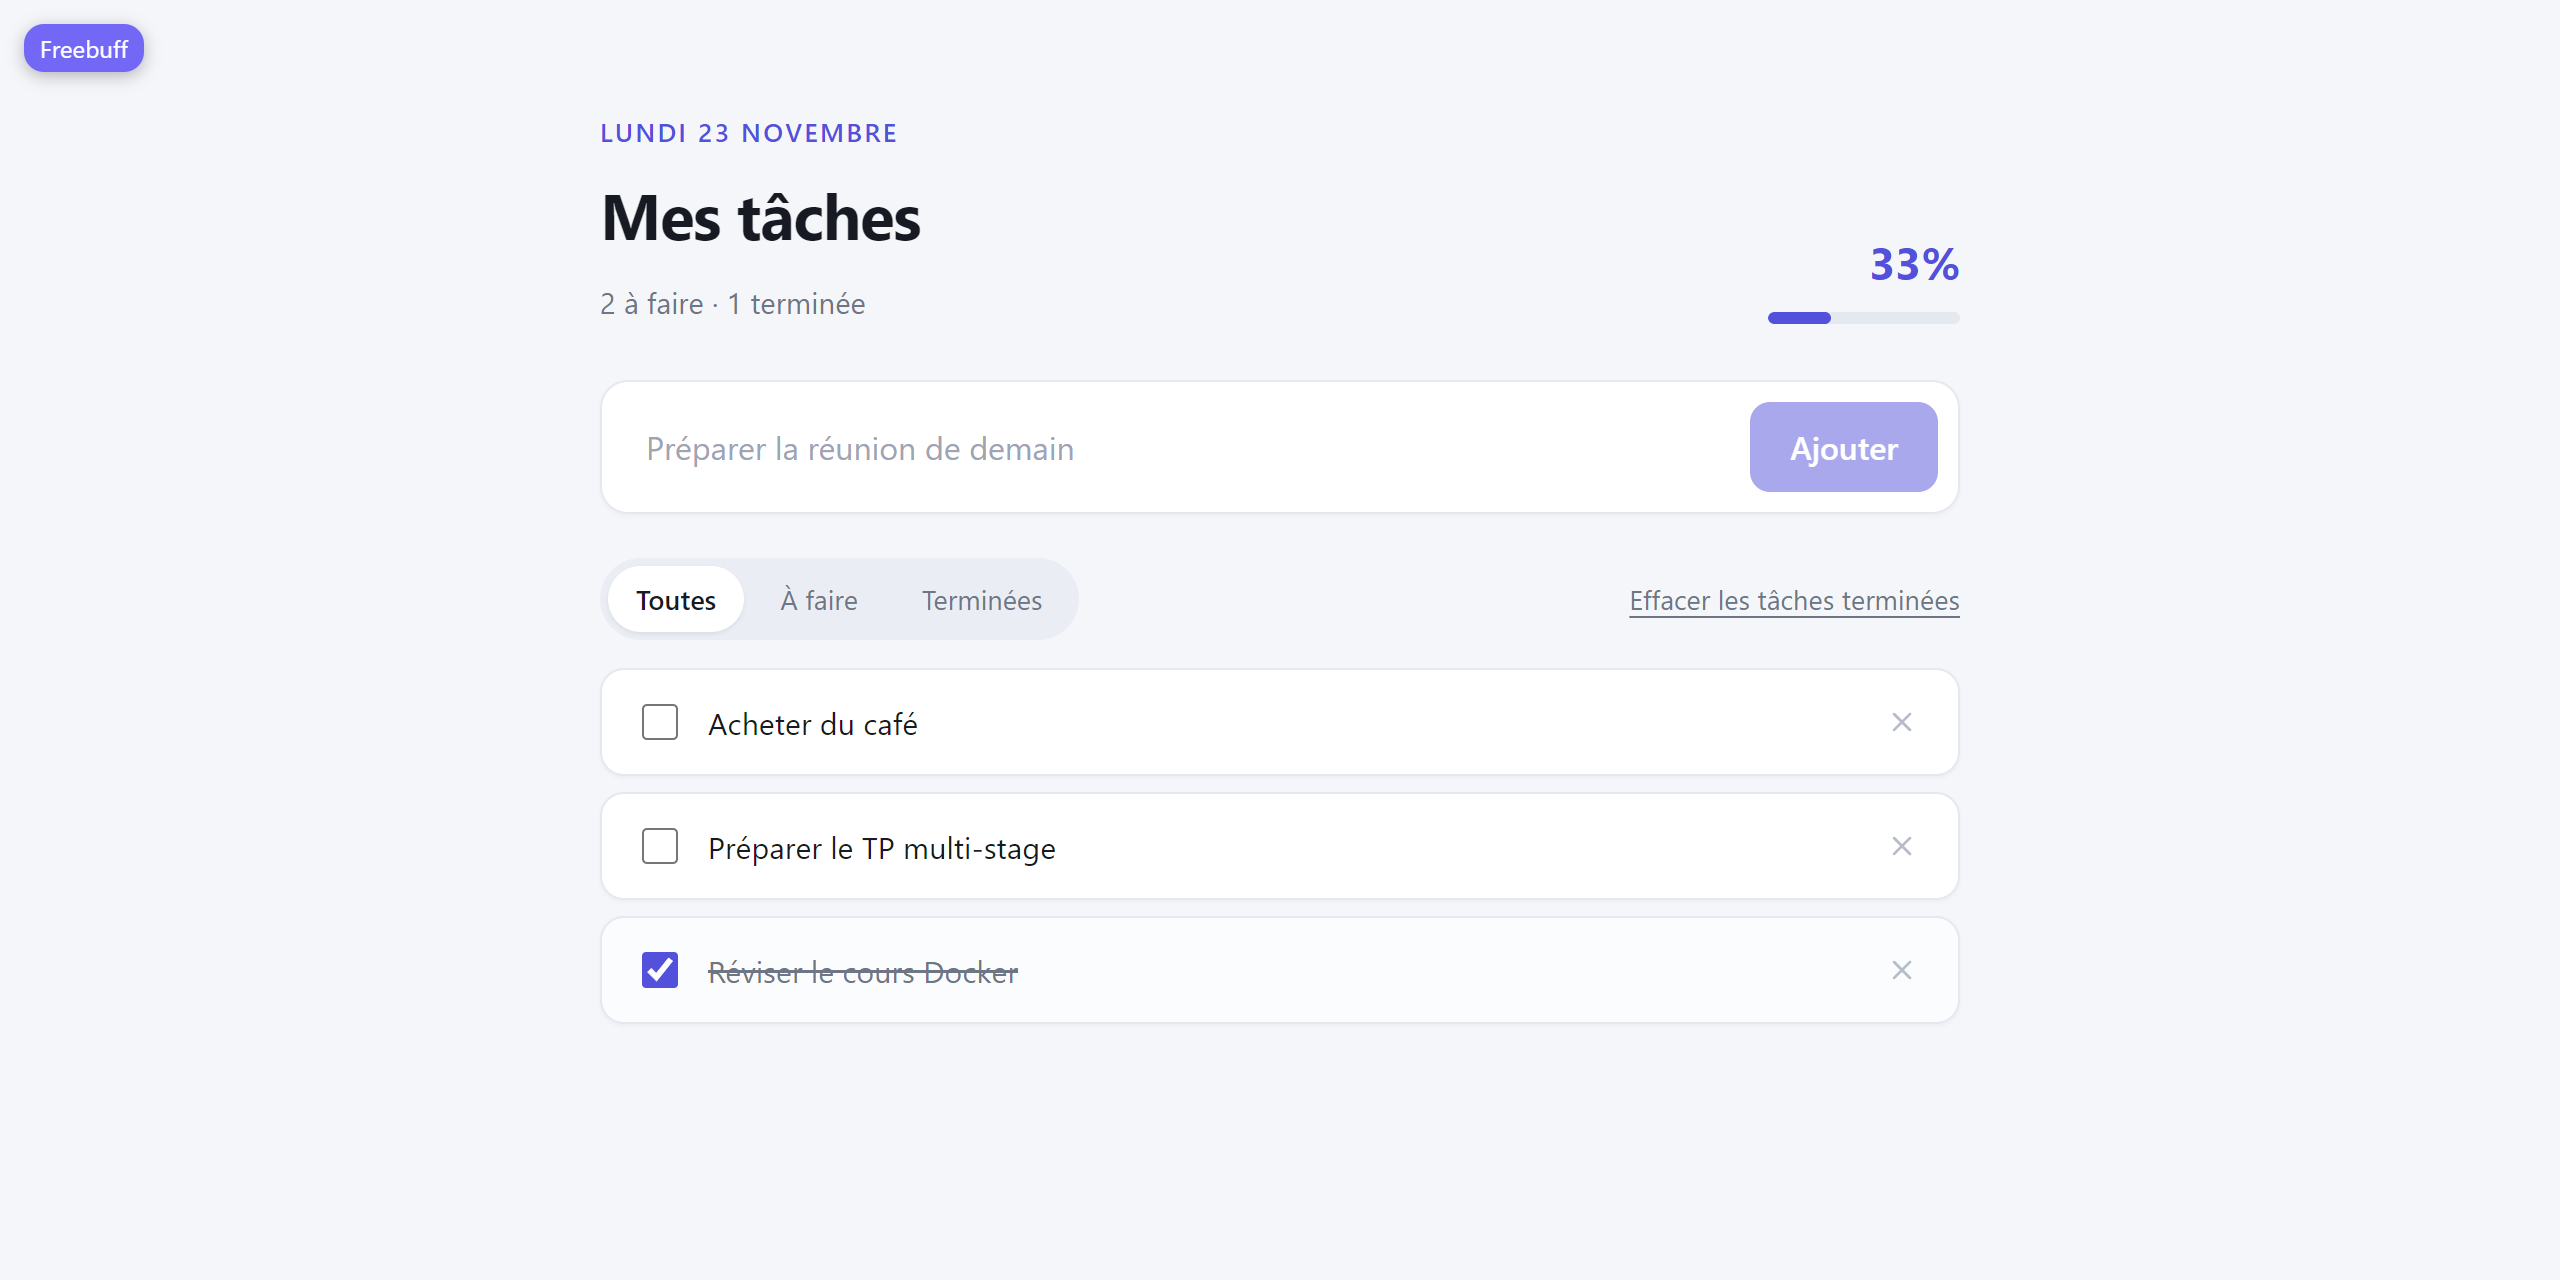 Freebuff
LUNDI 23 NOVEMBRE
Mes tâches
33%
2 à faire · 1 terminée
Préparer la réunion de demain
Ajouter
Toutes
À faire
Terminées
Effacer les tâches terminées
Acheter du café
Préparer le TP multi-stage
Réviser le cours Docker